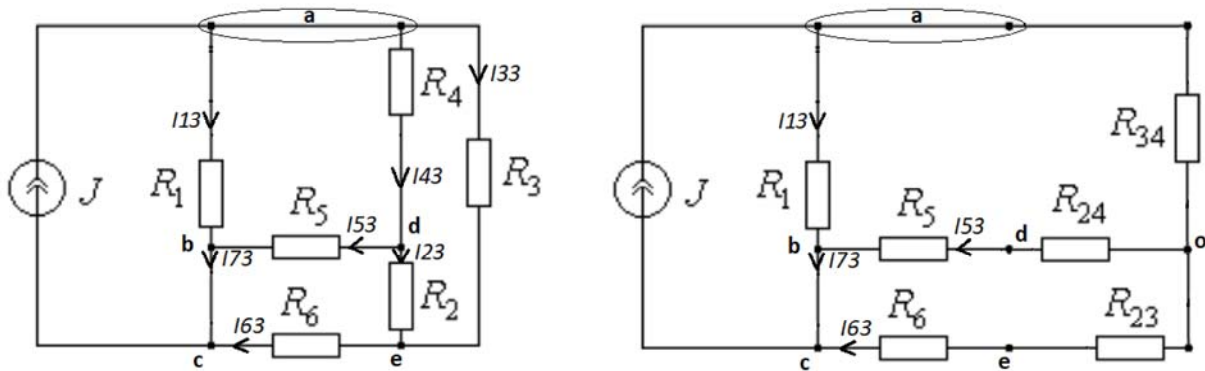 a
I33
R4
I13
I43
J
R1
R5
I53
d
R3
b
I73
I23
R2
R6
I63
c
e
a
I13
R34
J
R1
R5
I53
d
R24
b
I73
o
R6
I63
R23
c
e